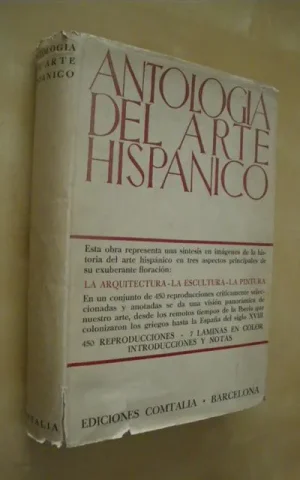 ANTOLOGIA
DEL ARTE
HISPANICO
Esta obra representa una síntesis en imágenes de la his-
toria del arte hispánico en tres aspectos principales de
su exuberante floración:
LA ARQUITECTURA-LA ESCULTURA-LA PINTURA
En un conjunto de 450 reproducciones críticamente selec-
cionadas y anotadas se da una visión panorámica de
nuestro arte, desde los remotos tiempos de la Iberia que
colonizaron los griegos hasta la España del siglo XVIII
450 REPRODUCCIONES - 7 LAMINAS EN COLOR
INTRODUCCIONES Y NOTAS
EDICIONES COMTALIA • BARCELONA
ARTE
COMTALIA